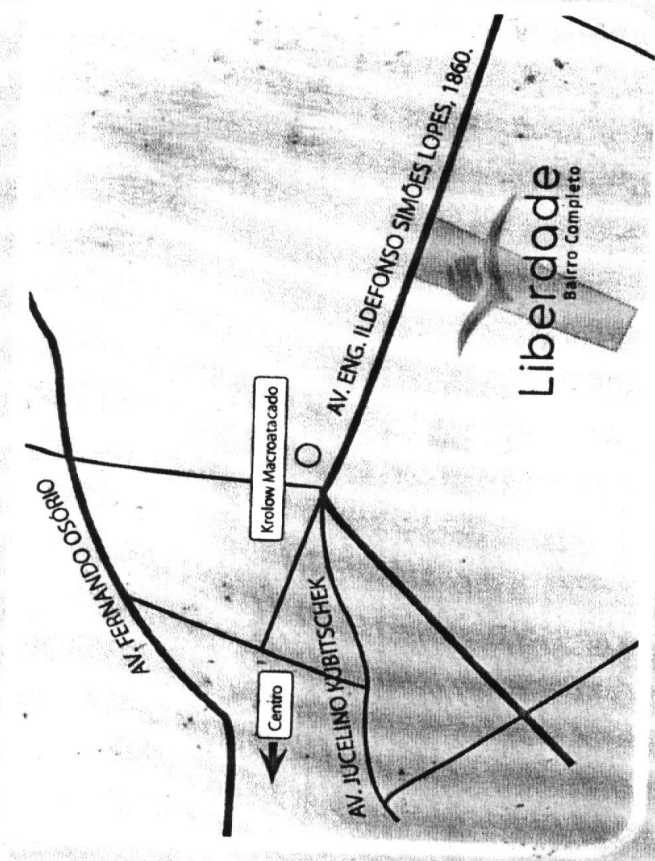 AV, FERNANDO OSÓRIO
Krolow Macroatacado
Centro
AV. JUCELINO KUBITSCHEK
AV. ENG. ILDEFONSO SIMÕES LOPES, 1860.
Liberdade
Bairro Completo